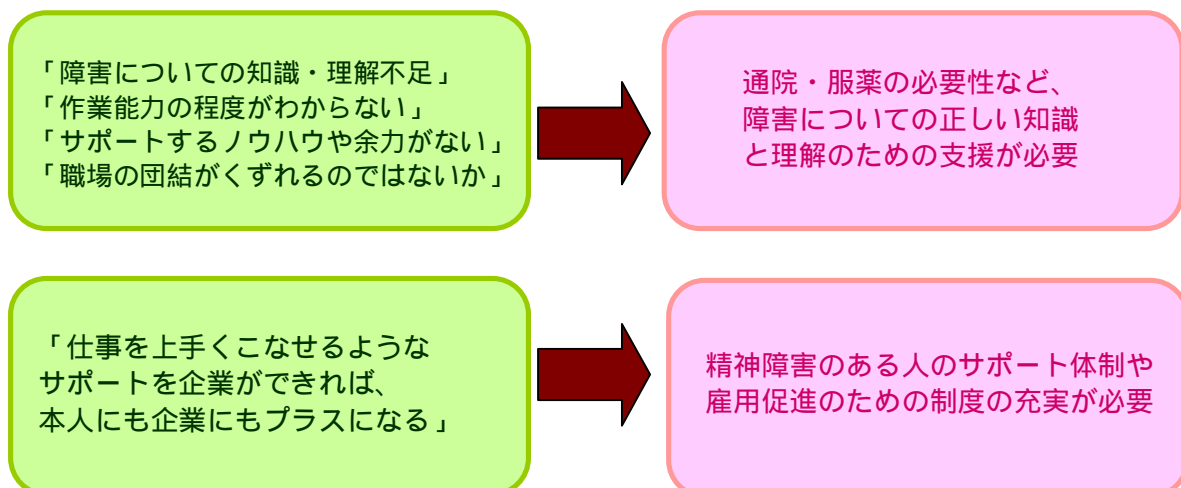 「障害についての知識・理解不足」
「作業能力の程度がわからない」
「サポートするノウハウや余力がない」
「職場の団結がくずれるのではないか」
通院・服薬の必要性など、
障害についての正しい知識
と理解のための支援が必要
「仕事を上手くこなせるような
サポートを企業ができれば、
本人にも企業にもプラスになる」
精神障害のある人のサポート体制や
雇用促進のための制度の充実が必要